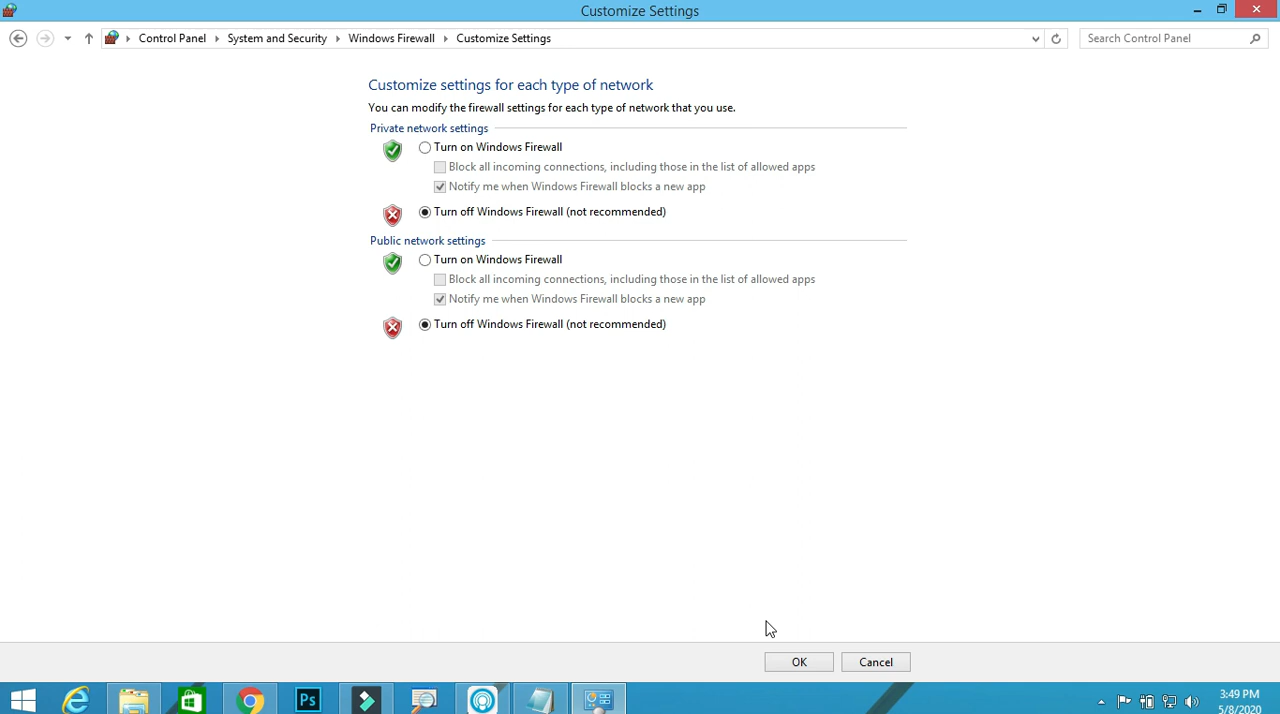 Customize Settings
Control Panel
System and Security
Windows Firewall
Customize Settings
Search Control Panel
Customize settings for each type of network
You can modify the firewall settings for each type of network that you use.
Private network settings
Turn on Windows Firewall
Block all incoming connections, including those in the list of allowed apps
Notify me when Windows Firewall blocks a new app
Turn off Windows Firewall (not recommended)
Public network settings
Turn on Windows Firewall
Block all incoming connections, including those in the list of allowed apps
Notify me when Windows Firewall blocks a new app
Turn off Windows Firewall (not recommended)
OK
Cancel
Ps
3:49 PM
5/8/2020